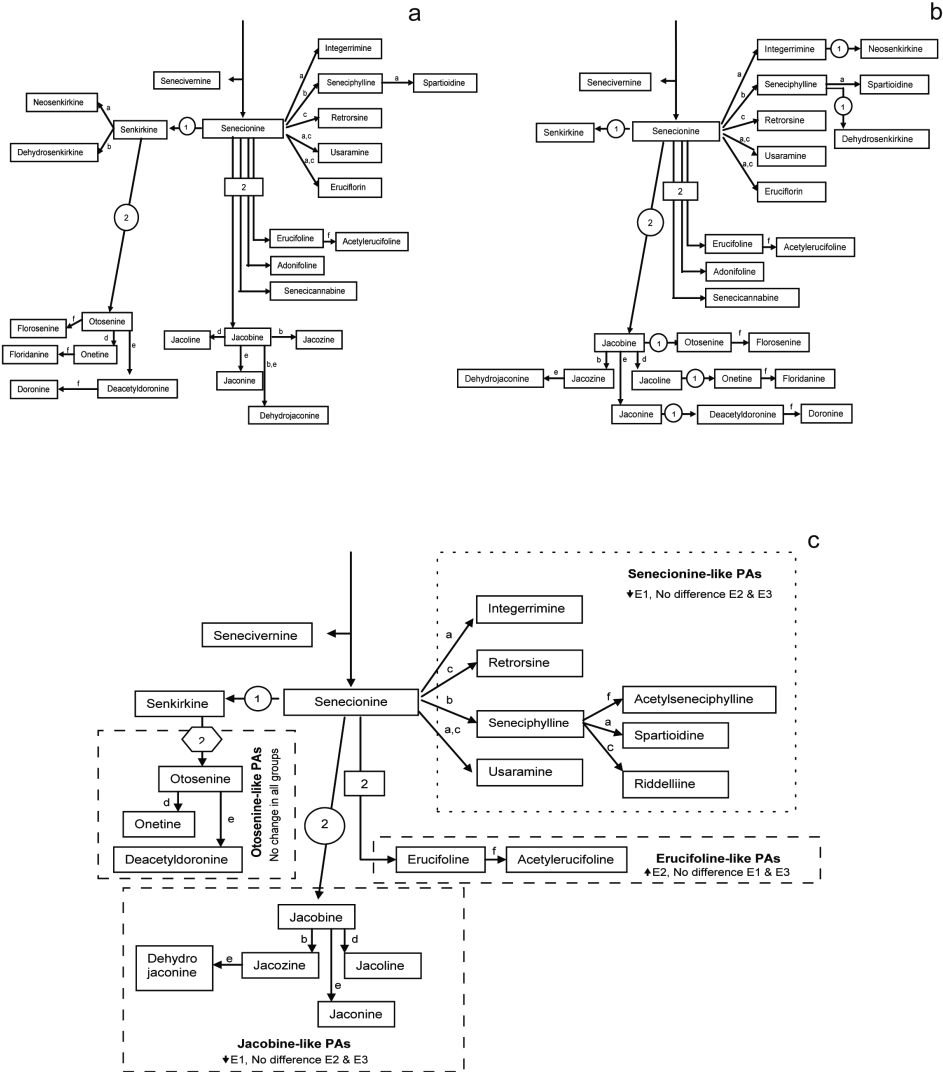 a
Integerrimine
Senecivernine
a
Seneciphylline
a
Spartioidine
b
Neosenkirkine
a
Senkirkine
1
Senecionine
c
Retrorsine
Dehydrosenkirkine
b
a,c
Usaramine
a,c
Eruciflorin
2
2
Erucifoline
f
Acetylerucifoline
Adonifoline
Senecicannabine
Florosenine
f
Otosenine
d
e
Floridanine
f
Onetine
Jacoline
d
Jacobine
b
Jacozine
e
b,e
Jaconine
Doronine
f
Deacetyldoronine
Dehydrojaconine
b
Integerrimine
1
Neosenkirkine
Senecivernine
a
Seneciphylline
a
Spartioidine
b
1
Senkirkine
1
Senecionine
c
Retrorsine
Dehydrosenkirkine
a,c
Usaramine
a,c
Eruciflorin
2
2
Erucifoline
f
Acetylerucifoline
Adonifoline
Senecicannabine
Jacobine
1
Otosenine
f
Florosenine
b
e
d
Dehydrojaconine
e
Jacozine
Jacoline
1
Onetine
f
Floridanine
Jaconine
1
Deacetyldoronine
f
Doronine
c
Senecionine-like PAs
E1, No difference E2 & E3
Integerrimine
Senecivernine
a
Retrorsine
c
Senkirkine
1
Senecionine
b
Seneciphylline
f
Acetylseneciphylline
a
Spartioidine
c
Riddelliine
a,c
Usaramine
2
Otosenine-like PAs
No change in all groups
Otosenine
d
e
Onetine
Deacetyldoronine
2
2
Erucifoline
f
Acetylerucifoline
Erucifoline-like PAs
E2, No difference E1 & E3
Jacobine
b
d
e
Dehydro
jaconine
e
Jacozine
Jacoline
Jaconine
Jacobine-like PAs
E1, No difference E2 & E3